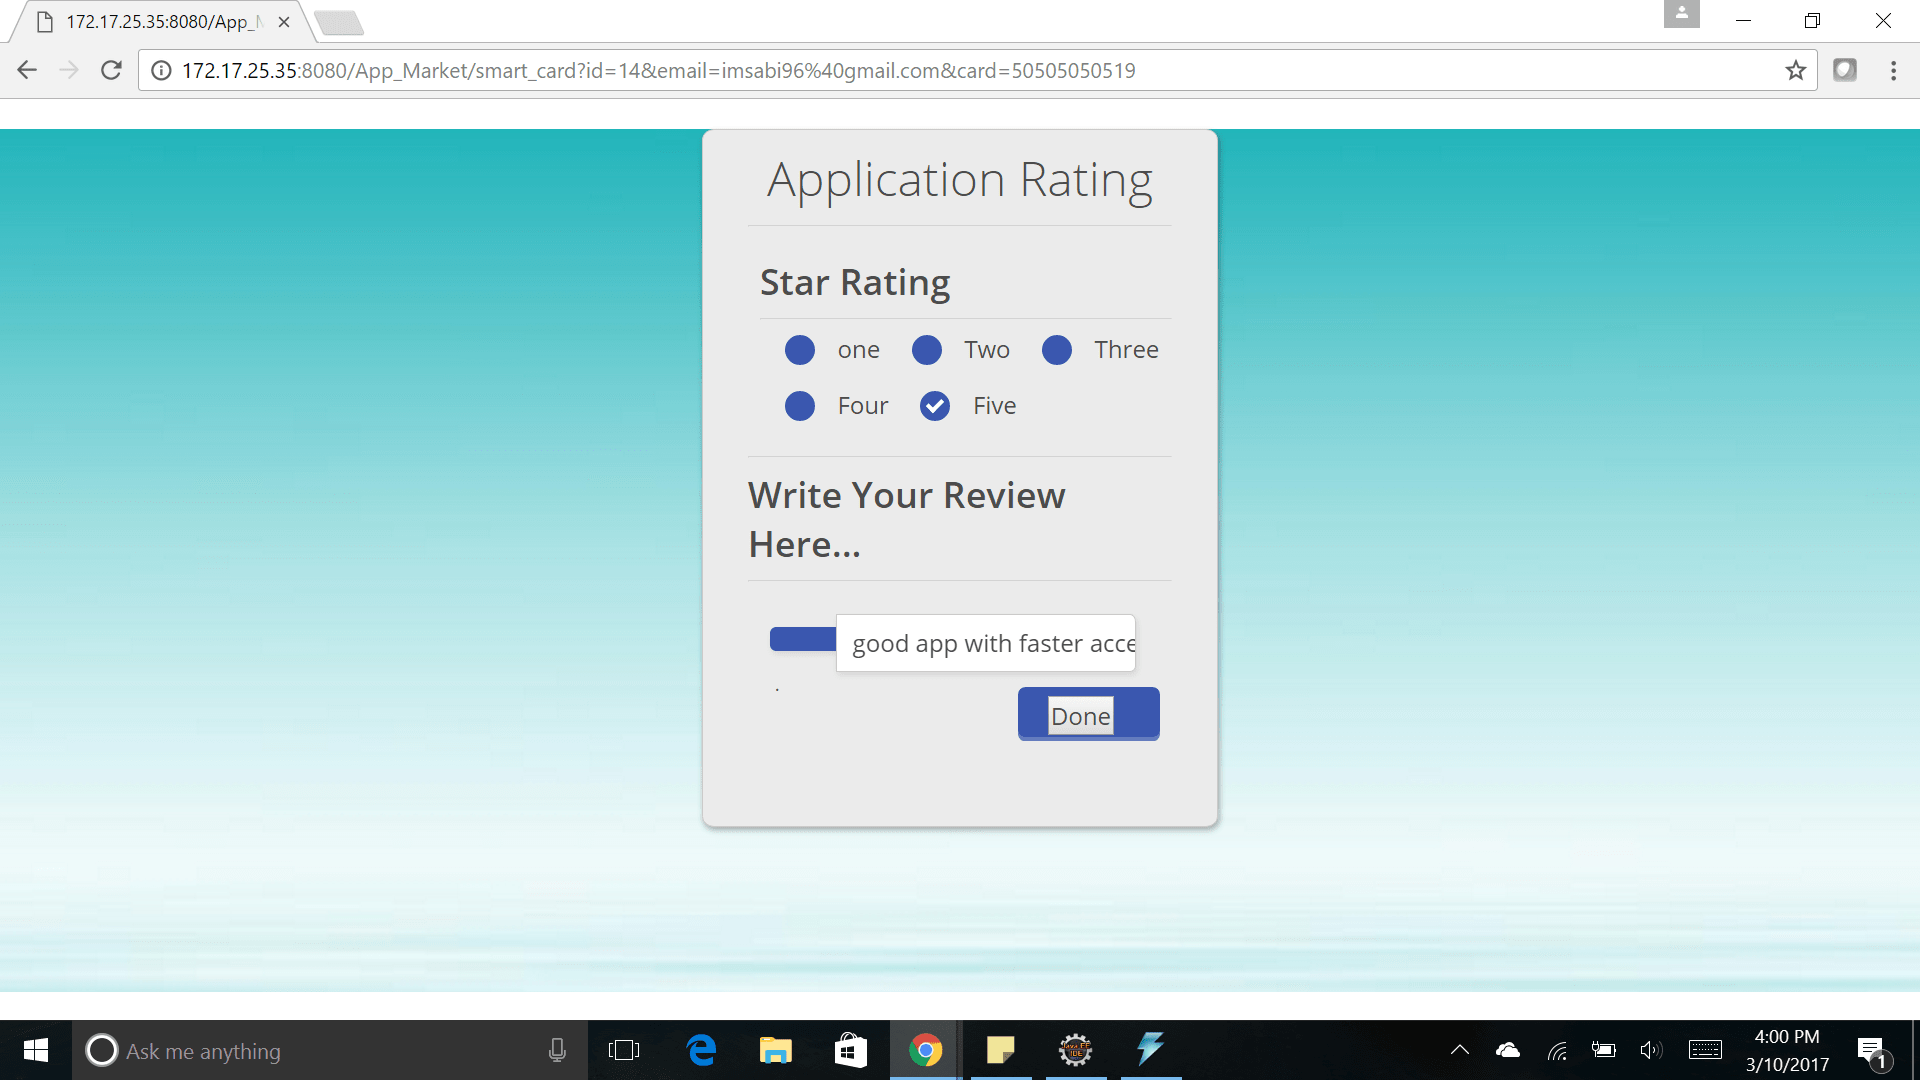 172.17.25.35:8080/App_M
172.17.25.35:8080/App_Market/smart_card?id=14&email=imsabi96%40gmail.com&card=50505050519
Application Rating
Star Rating
one Two Three
Four Five
Write Your Review
Here...
good app with faster acce
Done
Ask me anything
4:00 PM
3/10/2017
1